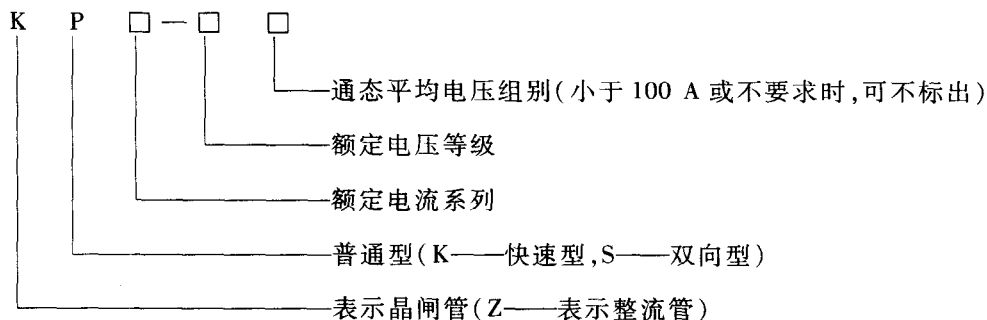 K P □—□ □
通态平均电压组别(小于 100 A 或不要求时,可不标出)
额定电压等级
额定电流系列
普通型(K——快速型,S——双向型)
表示晶闸管(Z——表示整流管)